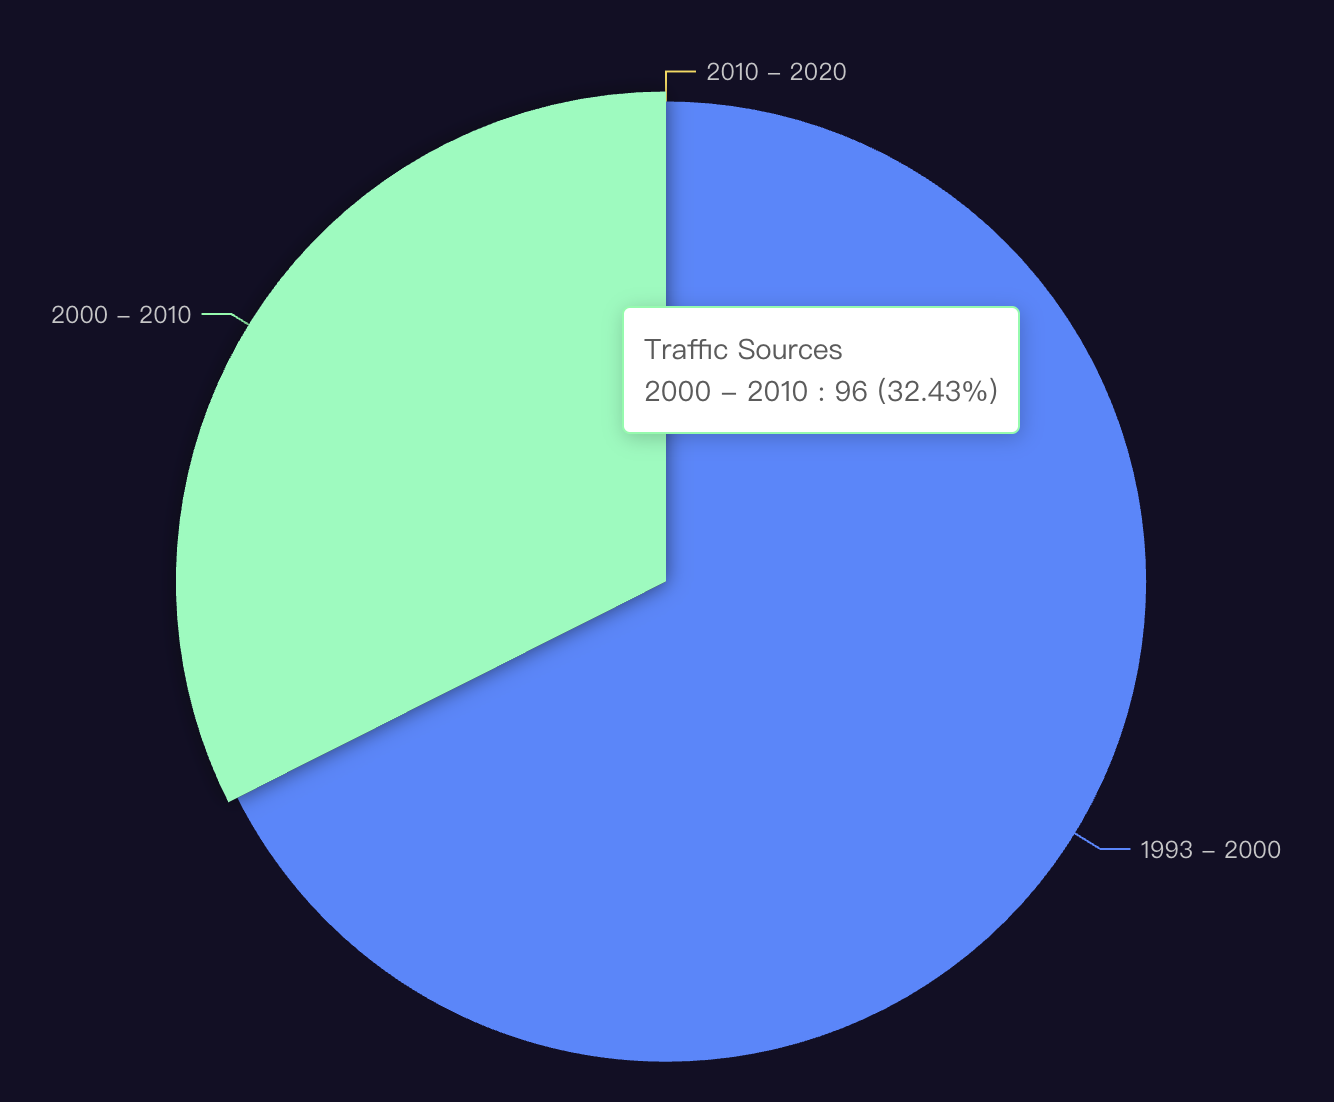 2010 – 2020
2000 – 2010
Traffic Sources
2000 – 2010 : 96 (32.43%)
1993 – 2000